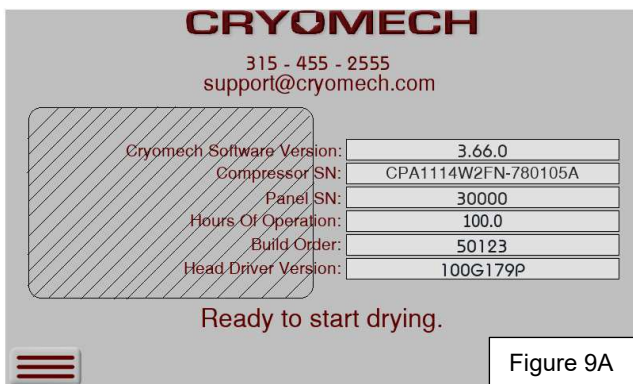 CRYOMECH
315 - 455 - 2555
support@cryomech.com
Cryomech Software Version: 3.66.0
Compressor SN: CPA1114W2FN-780105A
Panel SN: 30000
Hours Of Operation: 100.0
Build Order: 50123
Head Driver Version: 100G179P
Ready to start drying.
Figure 9A